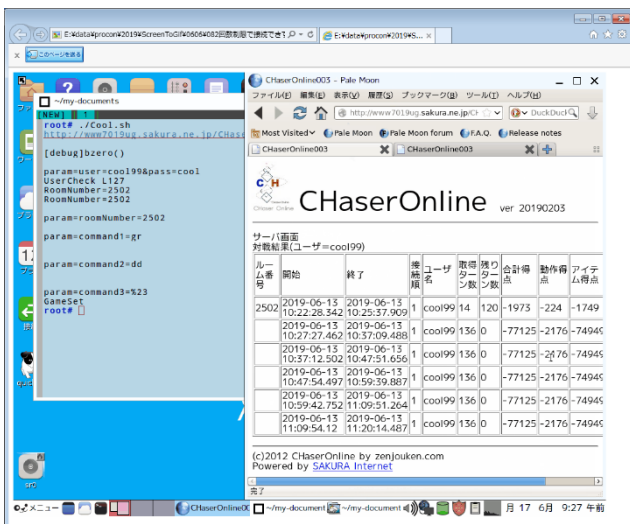 E:¥data¥procon¥2019¥ScreenToGif¥0606¥082回数制限で接続でき
E:¥data¥procon¥2019¥S...
このページを送る
~/my-documents
[NEW] 1
root# ./Cool.sh
http://www7019ug.sakura.ne.jp/CHase
[debug]bzero()
param=user=cool99&pass=cool
UserCheck L127
RoomNumber=2502
RoomNumber=2502
param=roomNumber=2502
param=command1=gr
param=command2=dd
param=command3=%23
GameSet
root#
CHaserOnline003 - Pale Moon
ファイル(F) 編集(E) 表示(V) 履歴(S) ブックマーク(B) ツール(T) ヘルプ(H)
http://www7019ug.sakura.ne.jp/CH
DuckDuckG
Most Visited Pale Moon Pale Moon forum F.A.Q. Release notes
CHaserOnline003 CHaserOnline003
CHaserOnline ver 20190203
サーバ画面
対戦結果(ユーザ=cool99)
ルーム番号 開始 終了 接続順 ユーザ名 取得ターン数 残りターン数 合計得点 動作得点 アイテム得点
2502 2019-06-13 10:22:28.342 2019-06-13 10:25:37.909 1 cool99 14 120 -1973 -224 -1749
2019-06-13 10:27:27.462 2019-06-13 10:37:09.488 1 cool99 136 0 -77125 -2176 -74949
2019-06-13 10:37:12.502 2019-06-13 10:47:51.656 1 cool99 136 0 -77125 -2176 -74949
2019-06-13 10:47:54.497 2019-06-13 10:59:39.887 1 cool99 136 0 -77125 -2176 -74949
2019-06-13 10:59:42.752 2019-06-13 11:09:51.264 1 cool99 136 0 -77125 -2176 -74949
2019-06-13 11:09:54.12 2019-06-13 11:20:14.487 1 cool99 136 0 -77125 -2176 -74949
(c)2012 CHaserOnline by zenjouken.com
Powered by SAKURA Internet
完了
メニュー
CHaserOnline0
~/my-document
~/my-document
月 17 6月 9:27 午前